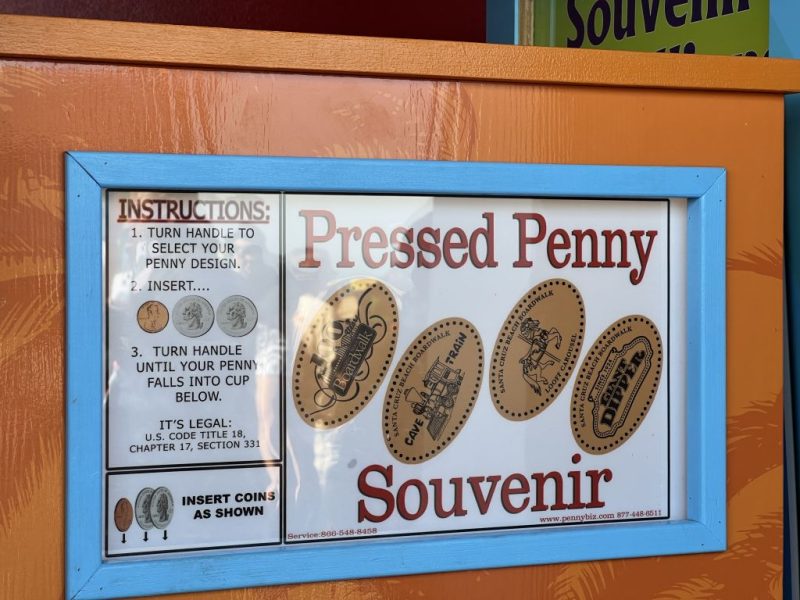 Souvenir
INSTRUCTIONS:
1. TURN HANDLE TO
SELECT YOUR
PENNY DESIGN.
2. INSERT....
3. TURN HANDLE
UNTIL YOUR PENNY
FALLS INTO CUP
BELOW.
IT'S LEGAL:
U.S. CODE TITLE 18,
CHAPTER 17, SECTION 331
INSERT COINS
AS SHOWN
Pressed Penny
100
Boardwalk
SANTA CRUZ BEACH BOARDWALK
CAVE TRAIN
SANTA CRUZ BEACH BOARDWALK
LOOFF CAROUSEL
SANTA CRUZ BEACH BOARDWALK
GIANT
DIPPER
Souvenir
www.pennybiz.com 877-448-6511
Service:866-548-8458